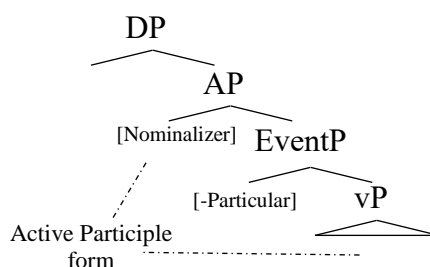 DP
AP
[Nominalizer]
EventP
[-Particular]
vP
Active Participle
form